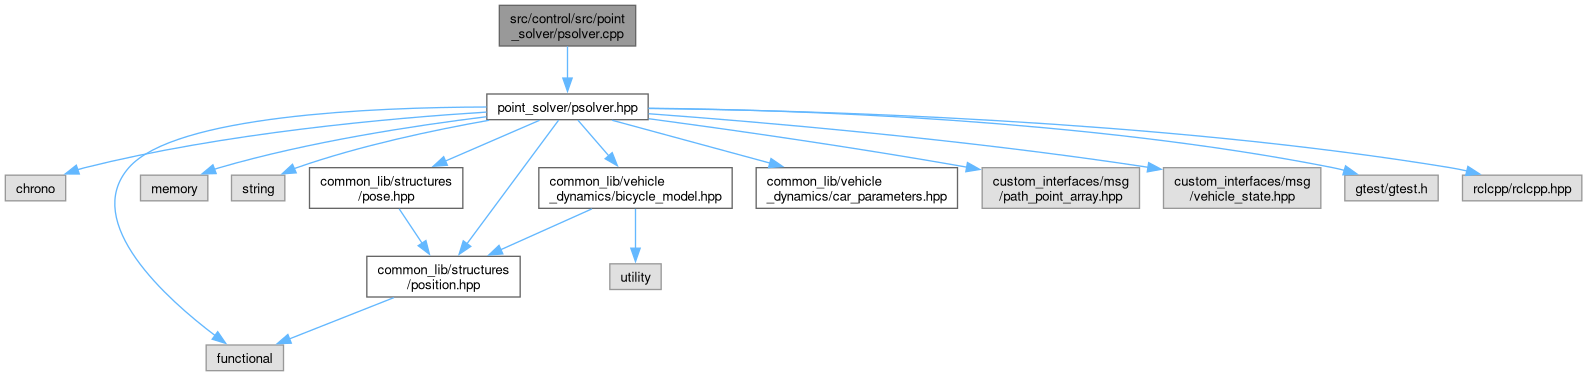 src/control/src/point
_solver/psolver.cpp
point_solver/psolver.hpp
chrono
memory
string
common_lib/structures
/pose.hpp
common_lib/vehicle
_dynamics/bicycle_model.hpp
common_lib/vehicle
_dynamics/car_parameters.hpp
custom_interfaces/msg
/path_point_array.hpp
custom_interfaces/msg
/vehicle_state.hpp
gtest/gtest.h
rclcpp/rclcpp.hpp
common_lib/structures
/position.hpp
utility
functional